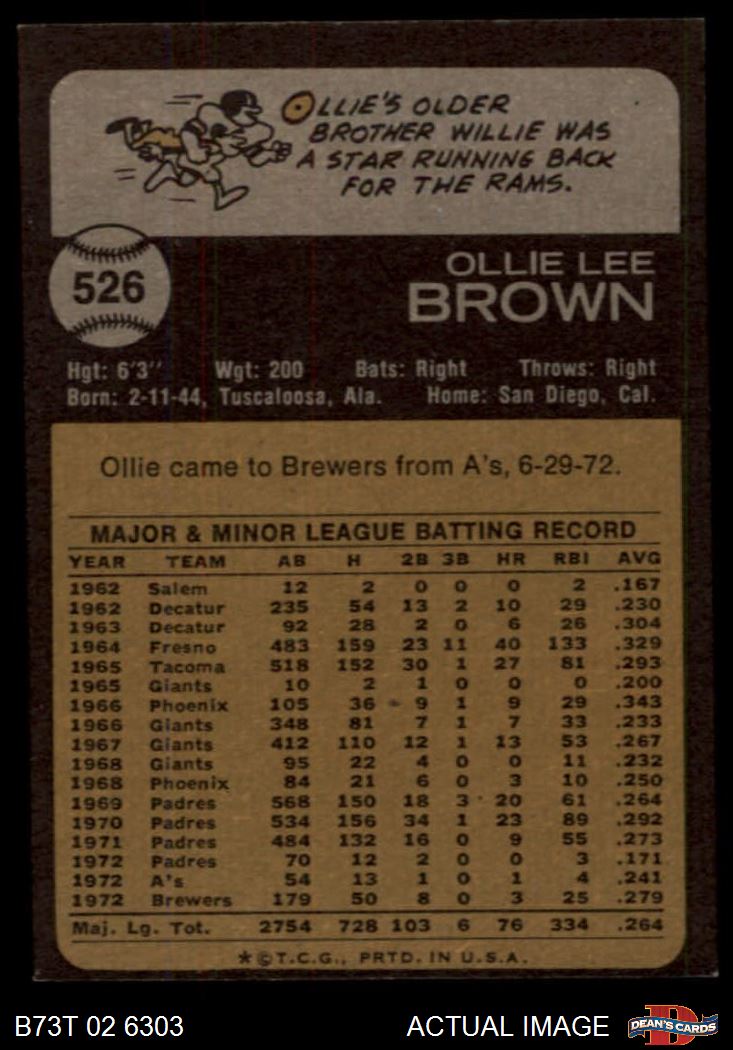 OLLIE'S OLDER
BROTHER WILLIE WAS
A STAR RUNNING BACK
FOR THE RAMS.
526
OLLIE LEE
BROWN
Hgt: 6'3" Wgt: 200 Bats: Right Throws: Right
Born: 2-11-44, Tuscaloosa, Ala. Home: San Diego, Cal.
Ollie came to Brewers from A's, 6-29-72.
MAJOR & MINOR LEAGUE BATTING RECORD
YEAR TEAM AB H 2B 3B HR RBI AVG
1962 Salem 12 2 0 0 0 2 .167
1962 Decatur 235 54 13 2 10 29 .230
1963 Decatur 92 28 2 0 6 26 .304
1964 Fresno 483 159 23 11 40 133 .329
1965 Tacoma 518 152 30 1 27 81 .293
1965 Giants 10 2 1 0 0 0 .200
1966 Phoenix 105 36 9 1 9 29 .343
1966 Giants 348 81 7 1 7 33 .233
1967 Giants 412 110 12 1 13 53 .267
1968 Giants 95 22 4 0 0 11 .232
1968 Phoenix 84 21 6 0 3 10 .250
1969 Padres 568 150 18 3 20 61 .264
1970 Padres 534 156 34 1 23 89 .292
1971 Padres 484 132 16 0 9 55 .273
1972 Padres 70 12 2 0 0 3 .171
1972 A's 54 13 1 0 1 4 .241
1972 Brewers 179 50 8 0 3 25 .279
Maj. Lg. Tot. 2754 728 103 6 76 334 .264
*©T.C.G., PRTD. IN U.S.A.
B73T 02 6303 ACTUAL IMAGE D DEAN'S CARDS